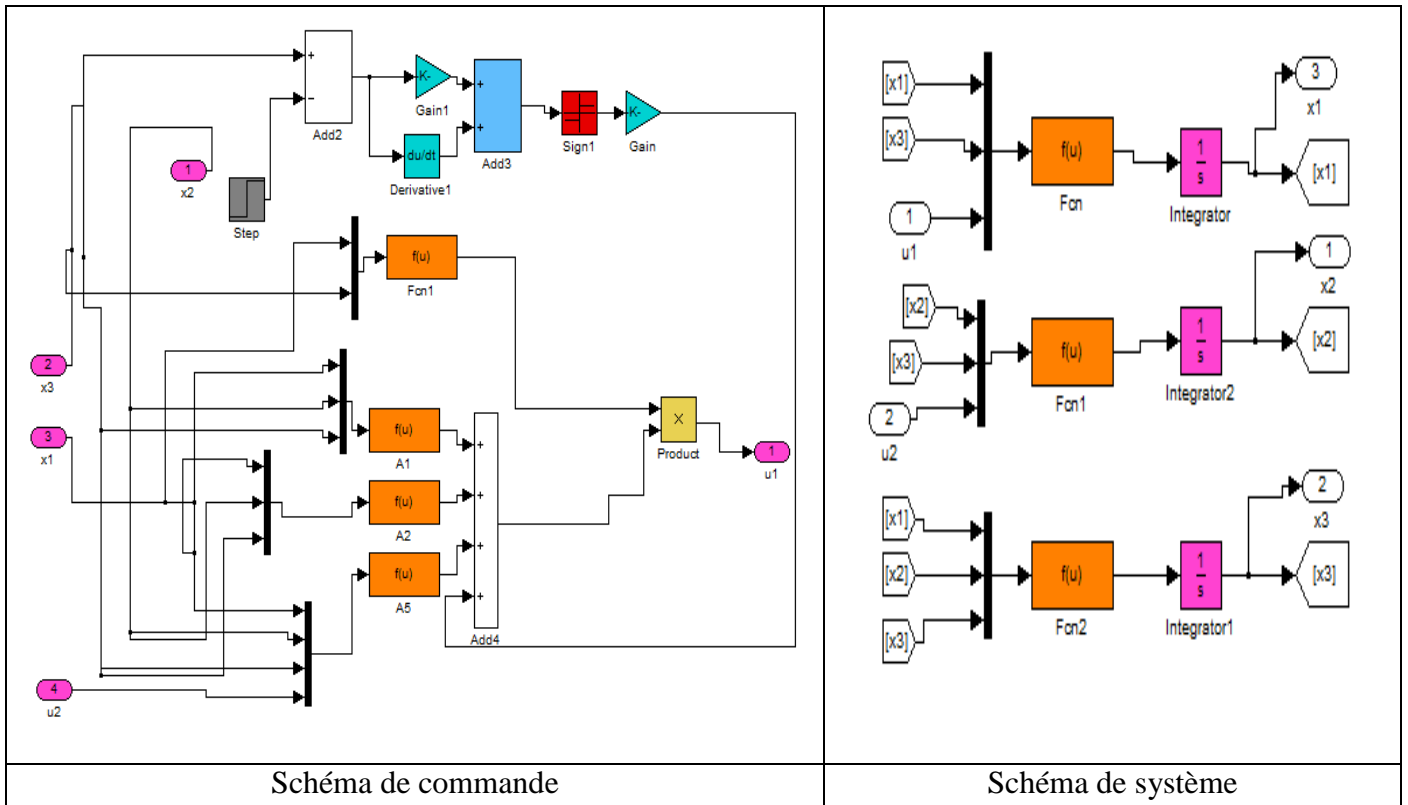 +
−
Add2
K-
Gain1
du/dt
Derivative1
+
+
Add3
Sign1
K-
Gain
1
x2
Step
f(u)
Fcn1
2
x3
3
x1
f(u)
A1
f(u)
A2
f(u)
A5
+
+
+
+
Add4
X
Product
1
u1
4
u2
[x1]
[x3]
1
u1
f(u)
Fcn
1
s
Integrator
3
x1
[x1]
[x2]
[x3]
2
u2
f(u)
Fcn1
1
s
Integrator2
1
x2
[x2]
[x1]
[x2]
[x3]
f(u)
Fcn2
1
s
Integrator1
2
x3
[x3]
Schéma de commande
Schéma de système